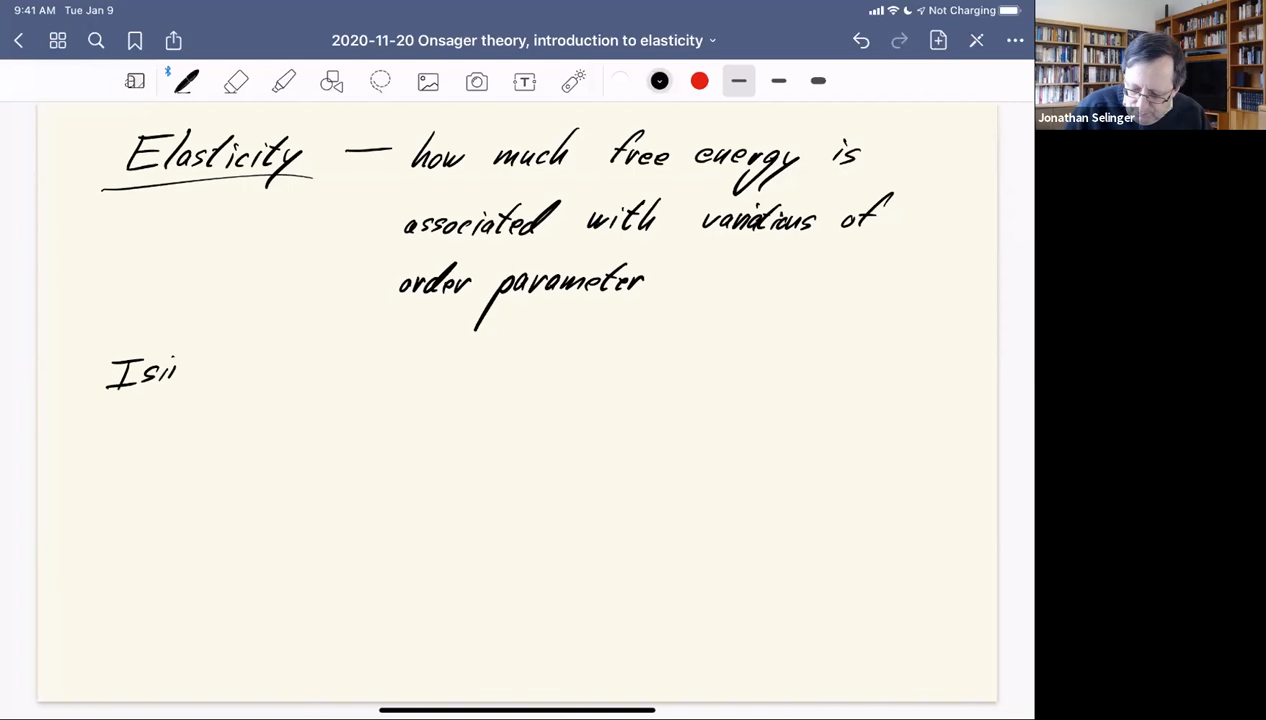 9:41 AM Tue Jan 9
Not Charging
2020-11-20 Onsager theory, introduction to elasticity
T
Jonathan Selinger
Elasticity — how much free energy is
associated with variations of
order parameter
Isii